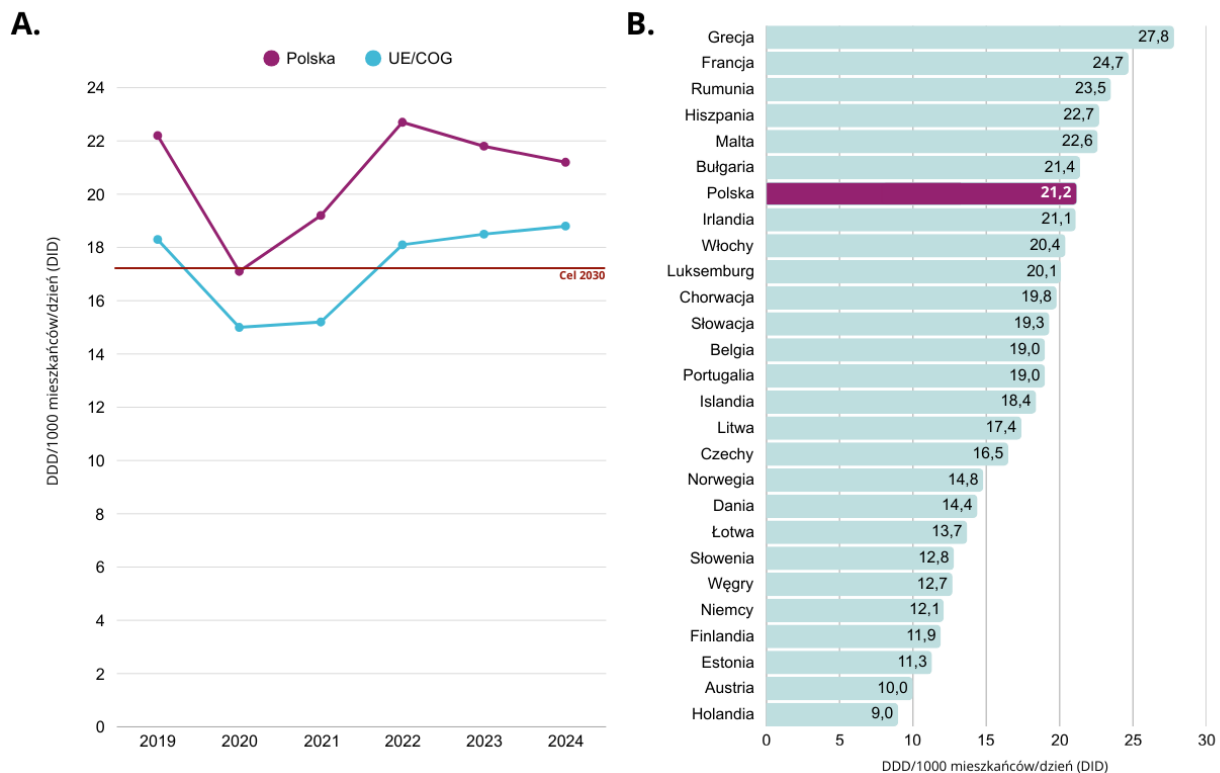 A.
Polska UE/COG
DDD/1000 mieszkańców/dzień (DID)
24
22
20
18
Cel 2030
16
14
12
10
8
6
4
2
0
2019 2020 2021 2022 2023 2024
B.
Grecja 27,8
Francja 24,7
Rumunia 23,5
Hiszpania 22,7
Malta 22,6
Bułgaria 21,4
Polska 21,2
Irlandia 21,1
Włochy 20,4
Luksemburg 20,1
Chorwacja 19,8
Słowacja 19,3
Belgia 19,0
Portugalia 19,0
Islandia 18,4
Litwa 17,4
Czechy 16,5
Norwegia 14,8
Dania 14,4
Łotwa 13,7
Słowenia 12,8
Węgry 12,7
Niemcy 12,1
Finlandia 11,9
Estonia 11,3
Austria 10,0
Holandia 9,0
0 5 10 15 20 25 30
DDD/1000 mieszkańców/dzień (DID)